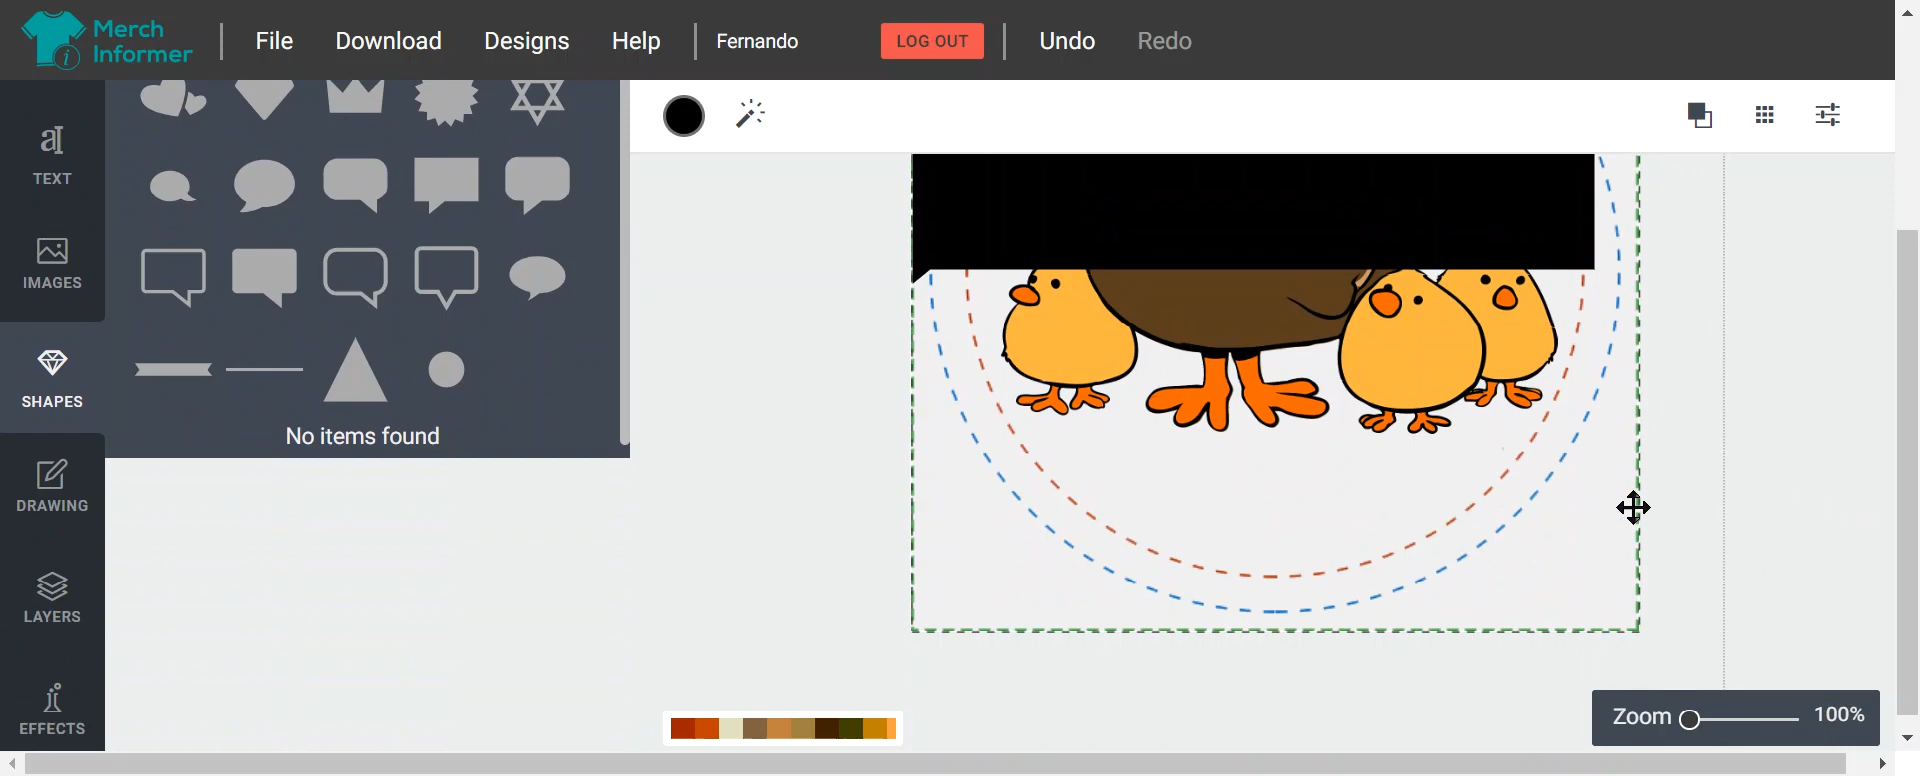 Merch
Informer
File
Download
Designs
Help
Fernando
LOG OUT
Undo
Redo
TEXT
IMAGES
SHAPES
DRAWING
LAYERS
EFFECTS
No items found
Zoom
100%